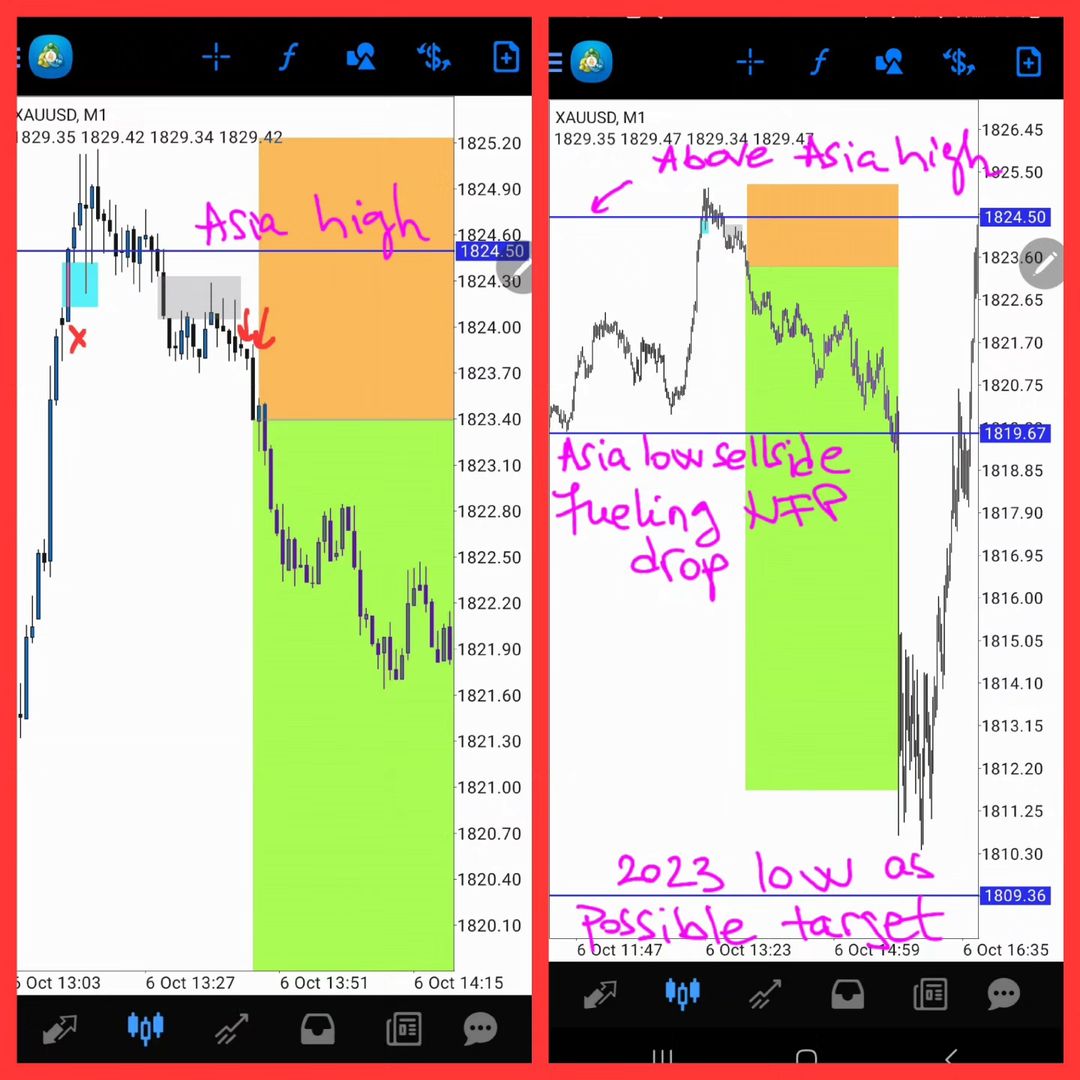 XAUUSD, M1
1829.35 1829.42 1829.34 1829.42
Asia high
1825.20
1824.90
1824.60
1824.50
1824.30
1824.00
1823.70
1823.40
1823.10
1822.80
1822.50
1822.20
1821.90
1821.60
1821.30
1821.00
1820.70
1820.40
1820.10
6 Oct 13:03 6 Oct 13:27 6 Oct 13:51 6 Oct 14:15
XAUUSD, M1
1829.35 1829.47 1829.34 1829.47
Above Asia high
Asia low sellside
fueling NFP
drop
2023 low as
possible target
1826.45
1824.50
1823.60
1822.65
1821.70
1820.75
1819.67
1818.85
1817.90
1816.95
1816.00
1815.05
1814.10
1813.15
1812.20
1811.25
1810.30
1809.36
6 Oct 11:47 6 Oct 13:23 6 Oct 14:59 6 Oct 16:35